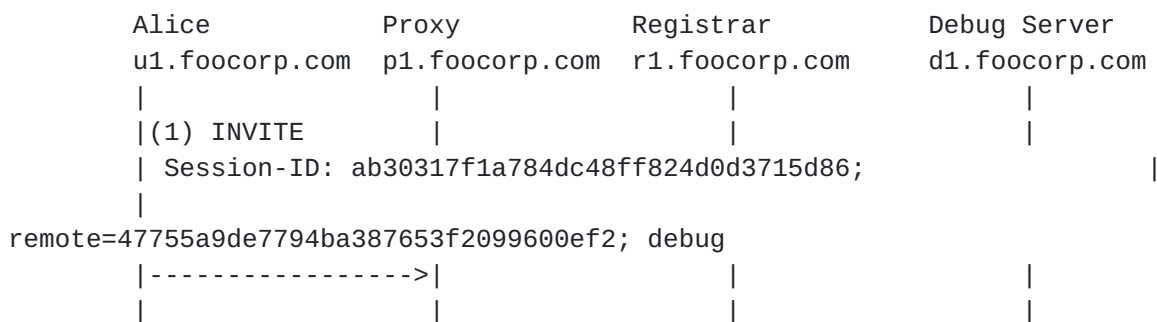 Alice Proxy Registrar Debug Server
u1.foocorp.com p1.foocorp.com r1.foocorp.com d1.foocorp.com
| | | |
|(1) INVITE | | |
| Session-ID: ab30317f1a784dc48ff824d0d3715d86; |
|
remote=47755a9de7794ba387653f2099600ef2; debug
|----------------->| | |
| | | |